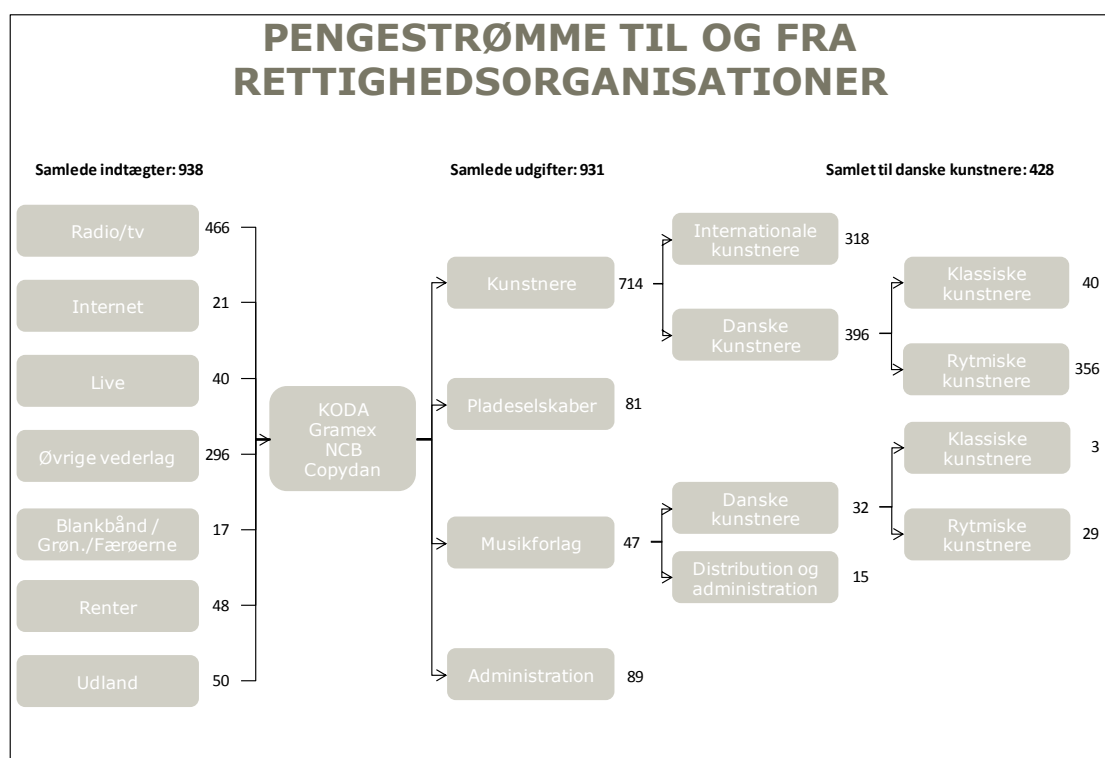 PENGESTRØMME TIL OG FRA
RETTIGHEDSORGANISATIONER
Samlede indtægter: 938
Samlede udgifter: 931
Samlet til danske kunstnere: 428
Radio/tv
466
Internet
21
Live
40
Øvrige vederlag
296
Blankbånd /
Grøn./Færøerne
17
Renter
48
Udland
50
KODA
Gramex
NCB
Copydan
Kunstnere
714
Pladeselskaber
81
Musikforlag
47
Administration
89
Internationale
kunstnere
318
Danske
Kunstnere
396
Danske
kunstnere
32
Distribution og
administration
15
Klassiske
kunstnere
40
Rytmiske
kunstnere
356
Klassiske
kunstnere
3
Rytmiske
kunstnere
29